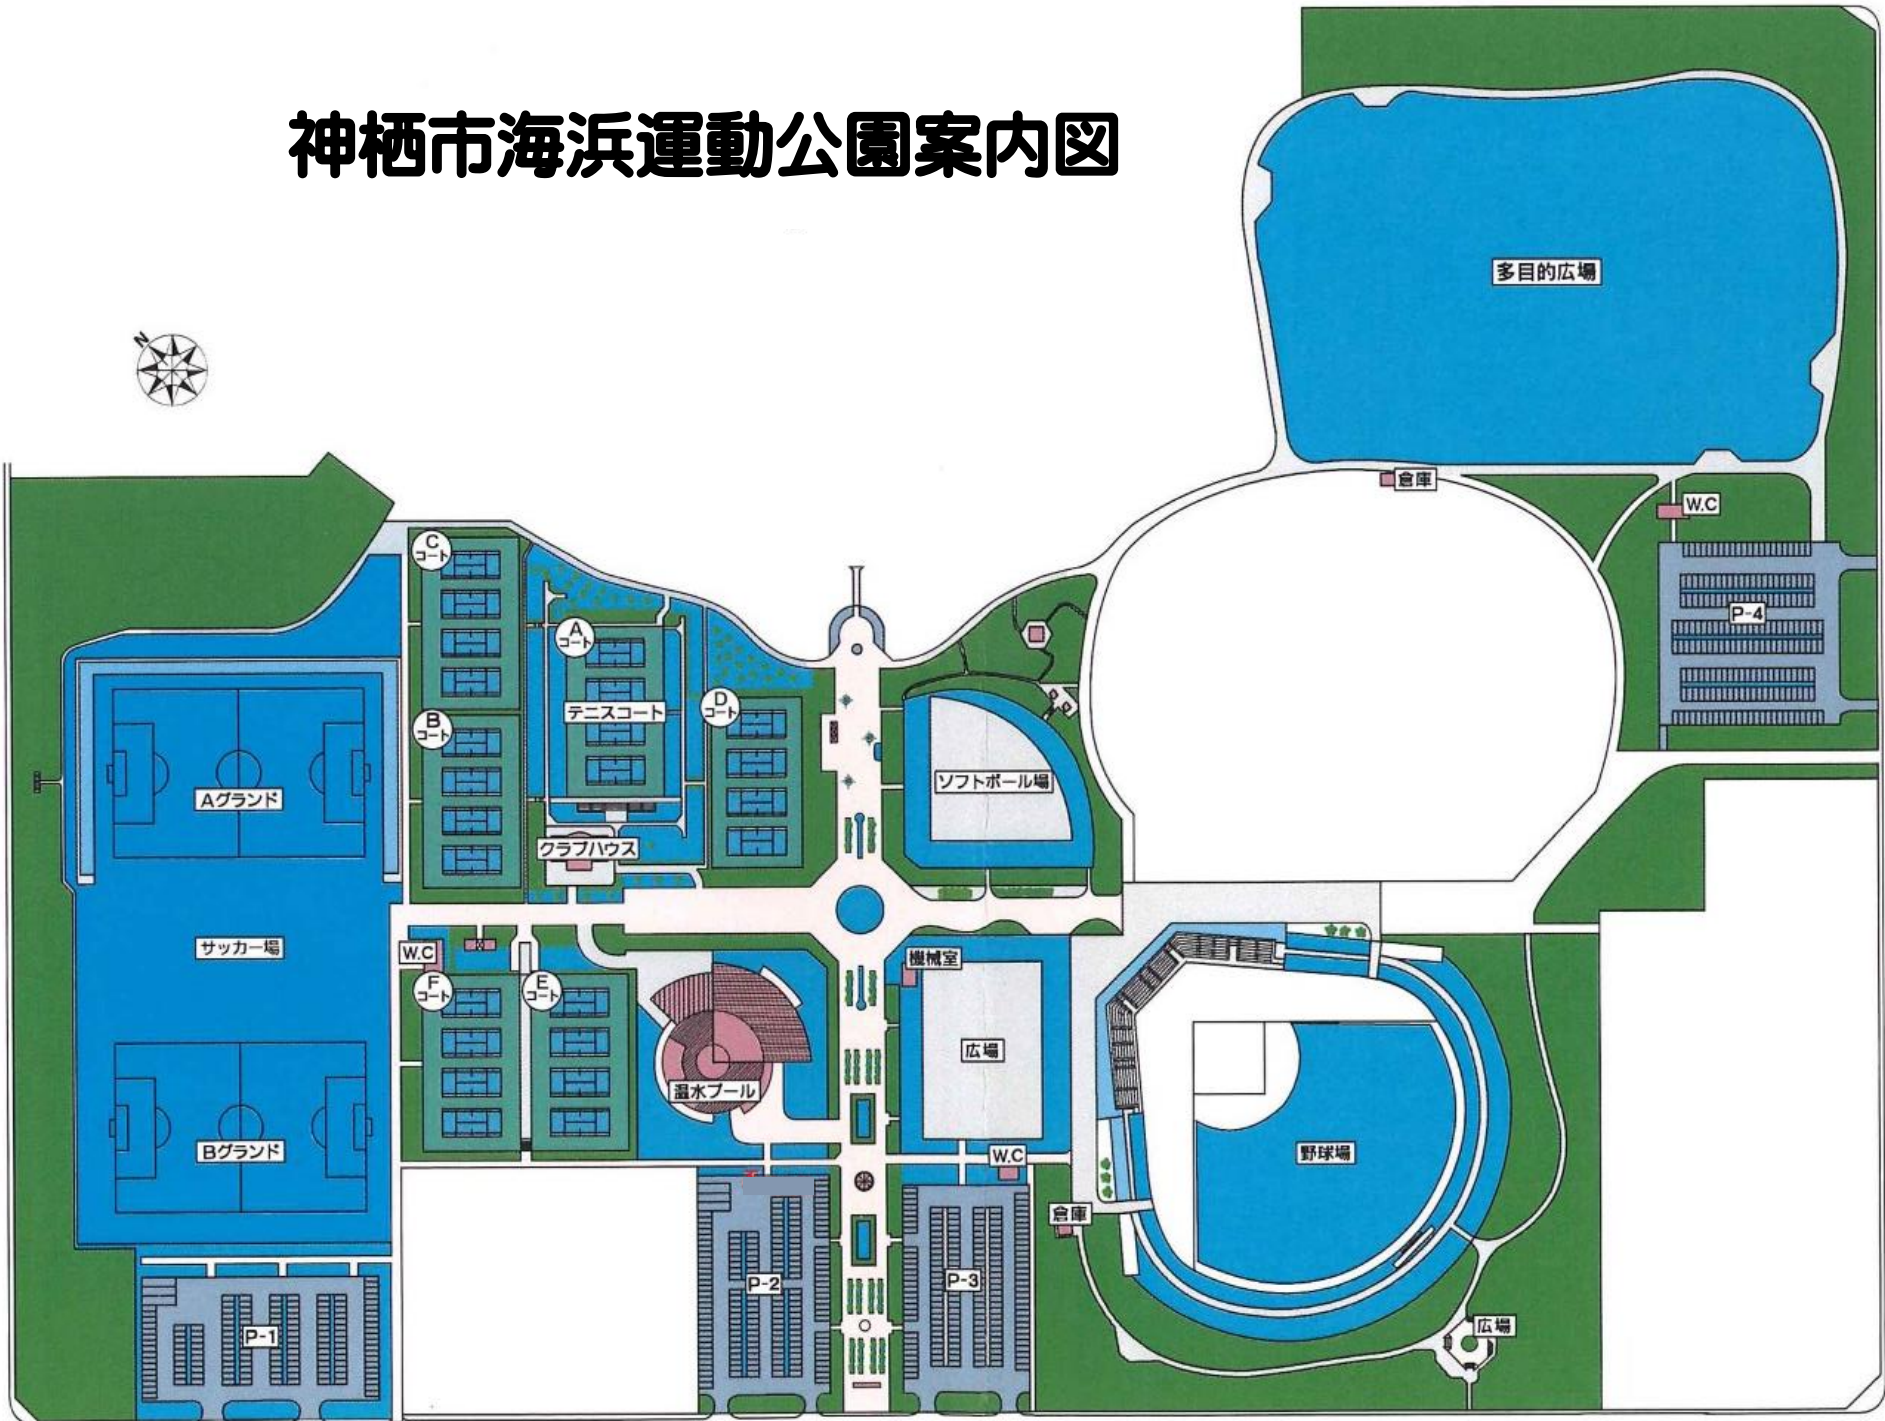 神栖市海浜運動公園案内図
多目的広場
N
倉庫
W.C
C
コート
A
コート
P-4
テニスコート
D
コート
B
コート
Aグランド
ソフトボール場
クラブハウス
サッカー場
W.C
機械室
F
コート
E
コート
広場
温水プール
Bグランド
野球場
W.C
倉庫
P-2
P-3
P-1
広場